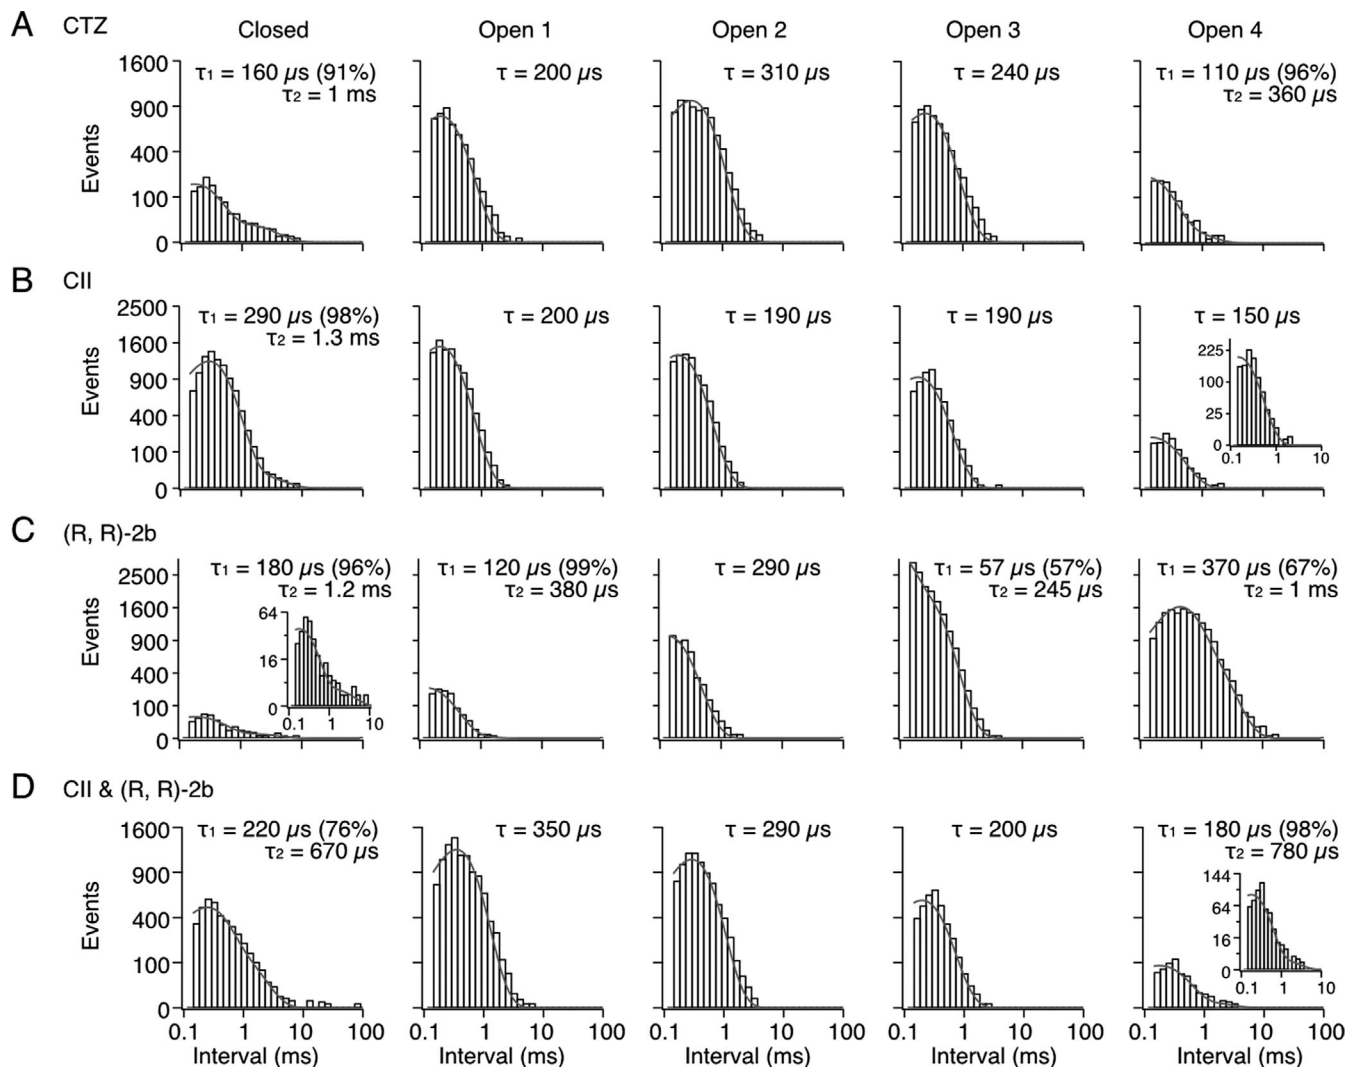 A CTZ
Closed Open 1 Open 2 Open 3 Open 4
τ1 = 160 µs (91%) τ = 200 µs τ = 310 µs τ = 240 µs τ1 = 110 µs (96%)
τ2 = 1 ms τ2 = 360 µs
1600
900
400
100
0
Events
B CII
τ1 = 290 µs (98%) τ = 200 µs τ = 190 µs τ = 190 µs τ = 150 µs
τ2 = 1.3 ms
2500
1600
900
400
100
0
Events
225
100
25
0
0.1 1 10
C (R, R)-2b
τ1 = 180 µs (96%) τ1 = 120 µs (99%) τ = 290 µs τ1 = 57 µs (57%) τ1 = 370 µs (67%)
τ2 = 1.2 ms τ2 = 380 µs τ2 = 245 µs τ2 = 1 ms
2500
1600
900
400
100
0
Events
64
16
0
0.1 1 10
D CII & (R, R)-2b
τ1 = 220 µs (76%) τ = 350 µs τ = 290 µs τ = 200 µs τ1 = 180 µs (98%)
τ2 = 670 µs τ2 = 780 µs
1600
900
400
100
0
Events
144
64
16
0
0.1 1 10
0.1 1 10 100 0.1 1 10 100 0.1 1 10 100 0.1 1 10 100 0.1 1 10 100
Interval (ms) Interval (ms) Interval (ms) Interval (ms) Interval (ms)